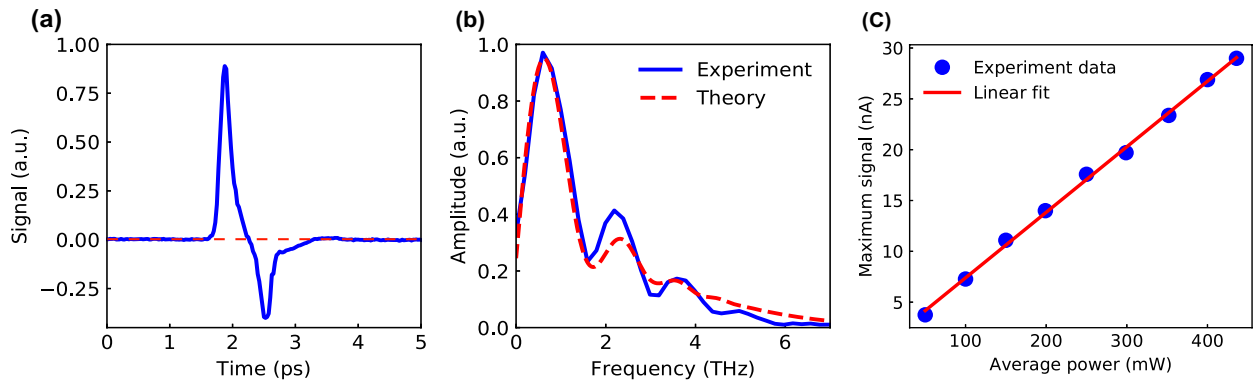 (a)
1.00
0.75
0.50
0.25
0.00
−0.25
Signal (a.u.)
0 1 2 3 4 5
Time (ps)
(b)
1.0
0.8
0.6
0.4
0.2
0.0
Amplitude (a.u.)
Experiment
Theory
0 2 4 6
Frequency (THz)
(C)
30
25
20
15
10
5
Maximum signal (nA)
Experiment data
Linear fit
100 200 300 400
Average power (mW)